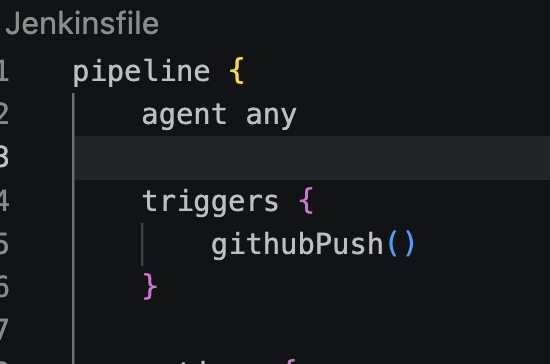 Jenkinsfile
1 pipeline {
2 agent any
3
4 triggers {
5 githubPush()
6 }
7